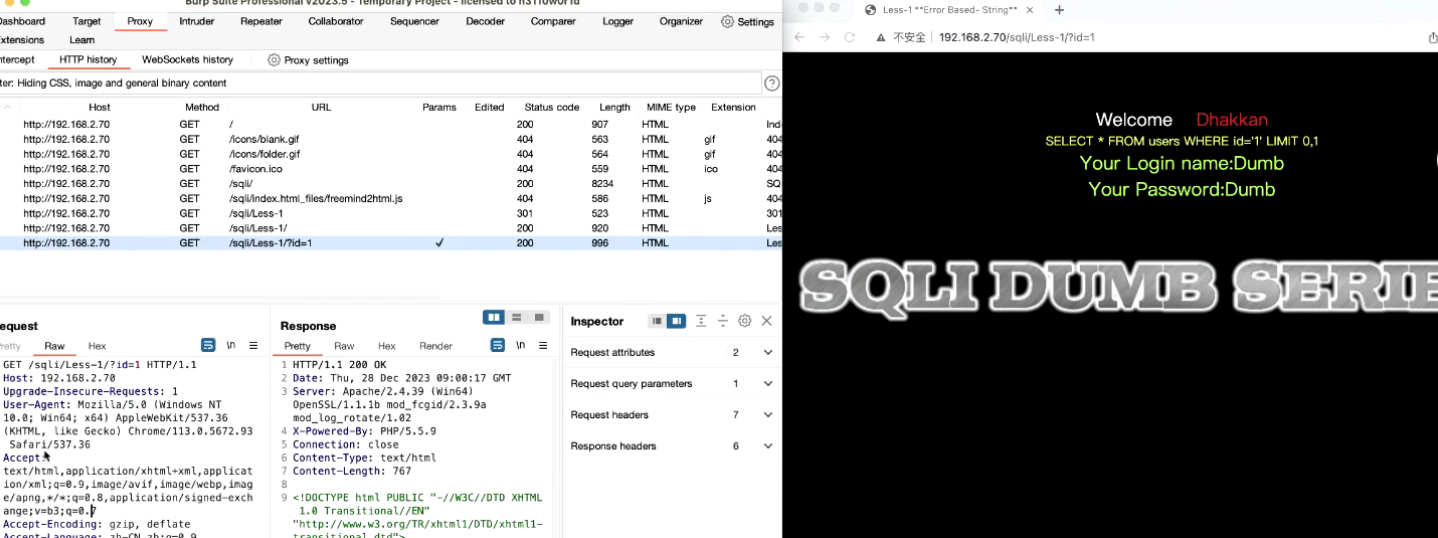 Burp Suite Professional v2023.5 - Temporary Project - licensed to h3110w0r1d
Dashboard Target Proxy Intruder Repeater Collaborator Sequencer Decoder Comparer Logger Organizer Settings
Extensions Learn
ntercept HTTP history WebSockets history Proxy settings
ter: Hiding CSS, image and general binary content
Host Method URL Params Edited Status code Length MIME type Extension
http://192.168.2.70 GET / 200 907 HTML Ind
http://192.168.2.70 GET /icons/blank.gif 404 563 HTML gif 404
http://192.168.2.70 GET /icons/folder.gif 404 564 HTML gif 404
http://192.168.2.70 GET /favicon.ico 404 559 HTML ico 404
http://192.168.2.70 GET /sqli/ 200 8234 HTML SQ
http://192.168.2.70 GET /sqli/index.html_files/freemind2html.js 404 586 HTML js 404
http://192.168.2.70 GET /sqli/Less-1 301 523 HTML 301
http://192.168.2.70 GET /sqli/Less-1/ 200 920 HTML Les
http://192.168.2.70 GET /sqli/Less-1/?id=1 ✓ 200 996 HTML Les
equest
retty Raw Hex \n
GET /sqli/Less-1/?id=1 HTTP/1.1
Host: 192.168.2.70
Upgrade-Insecure-Requests: 1
User-Agent: Mozilla/5.0 (Windows NT
10.0; Win64; x64) AppleWebKit/537.36
(KHTML, like Gecko) Chrome/113.0.5672.93
Safari/537.36
Accept:
text/html,application/xhtml+xml,applicat
ion/xml;q=0.9,image/avif,image/webp,imag
e/apng,*/*;q=0.8,application/signed-exch
ange;v=b3;q=0.7
Accept-Encoding: gzip, deflate
Accept-Language: zh-CN,zh;q=0.9
Response
Pretty Raw Hex Render \n
1 HTTP/1.1 200 OK
2 Date: Thu, 28 Dec 2023 09:00:17 GMT
3 Server: Apache/2.4.39 (Win64)
OpenSSL/1.1.1b mod_fcgid/2.3.9a
mod_log_rotate/1.02
4 X-Powered-By: PHP/5.5.9
5 Connection: close
6 Content-Type: text/html
7 Content-Length: 767
8
9 <!DOCTYPE html PUBLIC "-//W3C//DTD XHTML
1.0 Transitional//EN"
"http://www.w3.org/TR/xhtml1/DTD/xhtml1-
transitional.dtd">
Inspector
Request attributes 2
Request query parameters 1
Request headers 7
Response headers 6
Less-1 **Error Based- String**
不安全 192.168.2.70/sqli/Less-1/?id=1
Welcome Dhakkan
SELECT * FROM users WHERE id='1' LIMIT 0,1
Your Login name:Dumb
Your Password:Dumb
SQLI DUMB SERIE